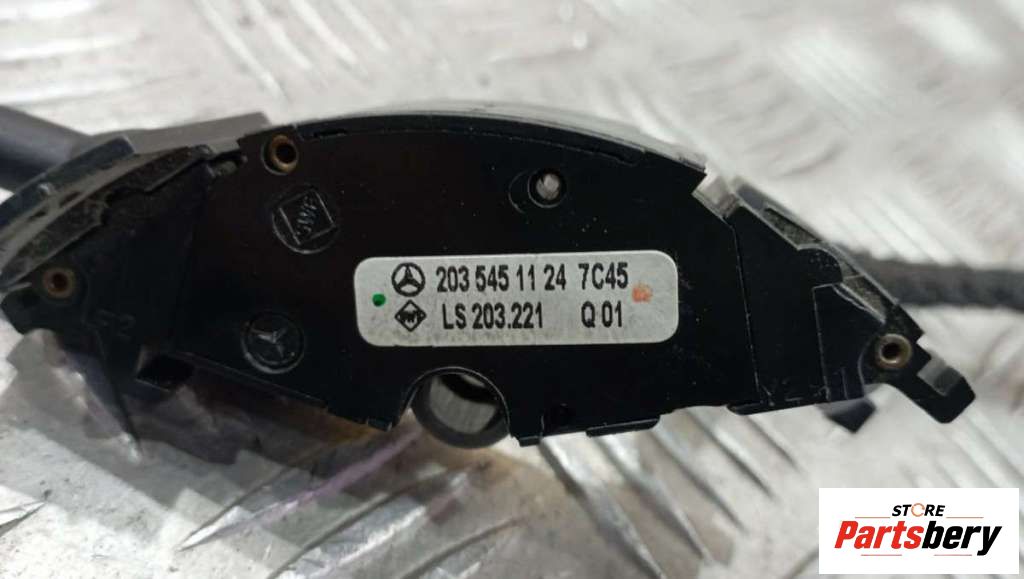 203 545 11 24 7C45
LS 203.221 Q 01
STORE
Partsbery